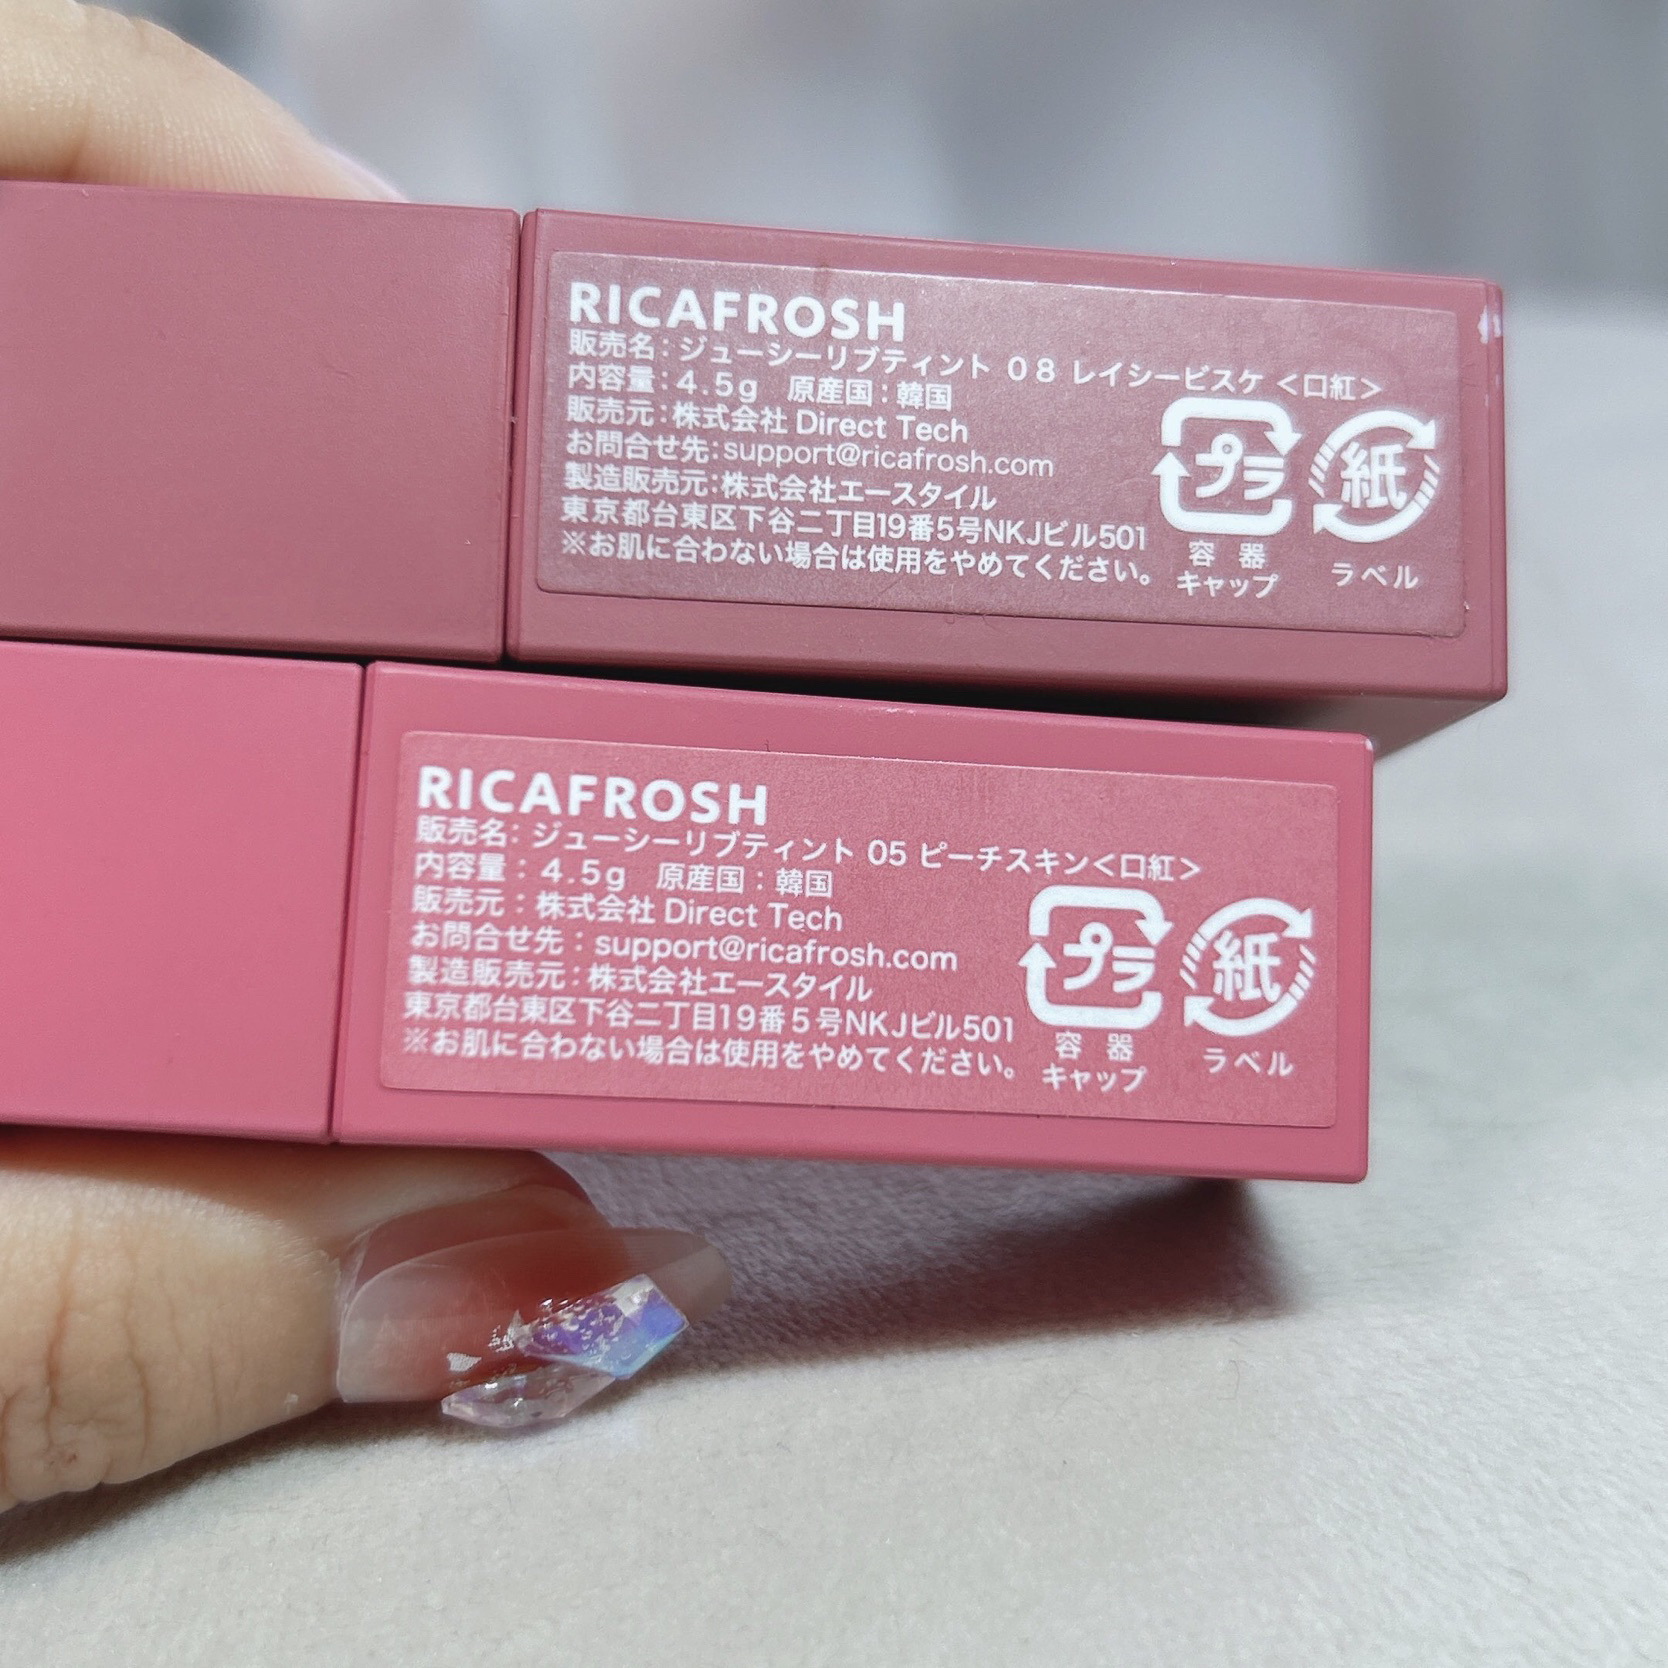 RICAFROSH
販売名：ジューシーリブティント ０８ レイシービスケ ＜口紅＞
内容量：４.５g　原産国：韓国
販売元：株式会社 Direct Tech
お問合せ先：support@ricafrosh.com
製造販売元：株式会社エースタイル
東京都台東区下谷二丁目19番5号NKJビル501
※お肌に合わない場合は使用をやめてください。
プラ
容 器
キャップ
紙
ラベル
RICAFROSH
販売名：ジューシーリブティント 05 ピーチスキン＜口紅＞
内容量：４.５g　原産国：韓国
販売元：株式会社 Direct Tech
お問合せ先：support@ricafrosh.com
製造販売元：株式会社エースタイル
東京都台東区下谷二丁目19番５号NKJビル501
※お肌に合わない場合は使用をやめてください。
プラ
容 器
キャップ
紙
ラベル